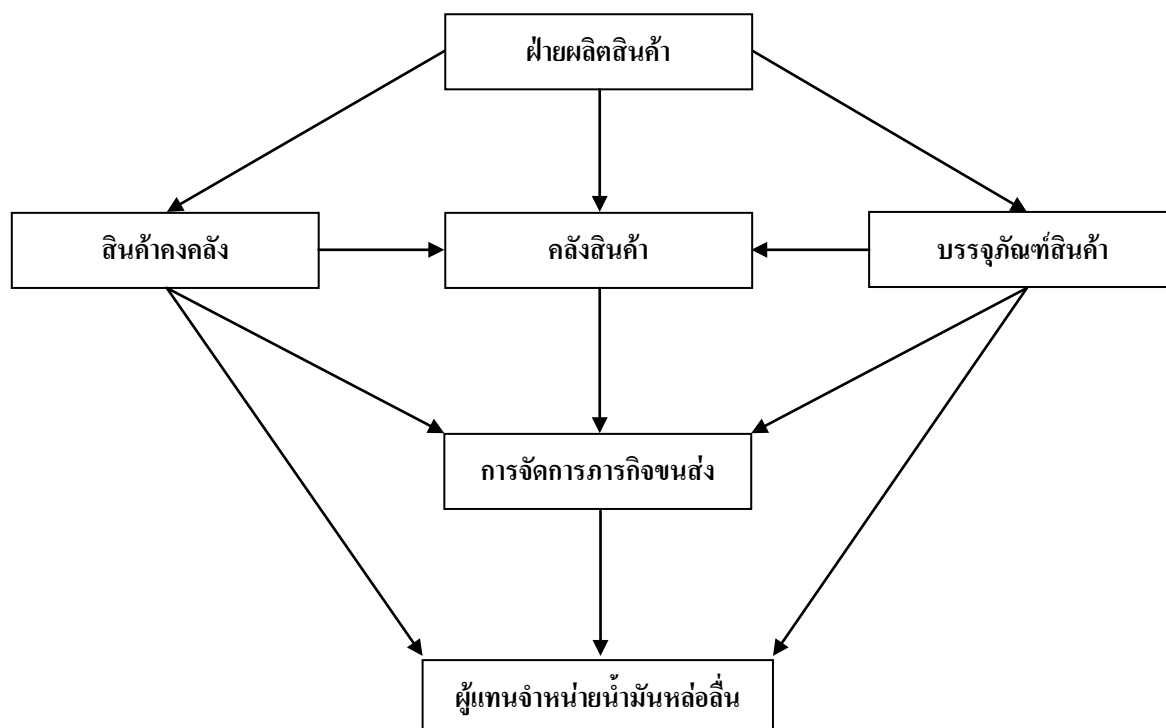 ฝ่ายผลิตสินค้า
สินค้าคงคลัง
คลังสินค้า
บรรจุภัณฑ์สินค้า
การจัดการภารกิจขนส่ง
ผู้แทนจำหน่ายน้ำมันหล่อลื่น